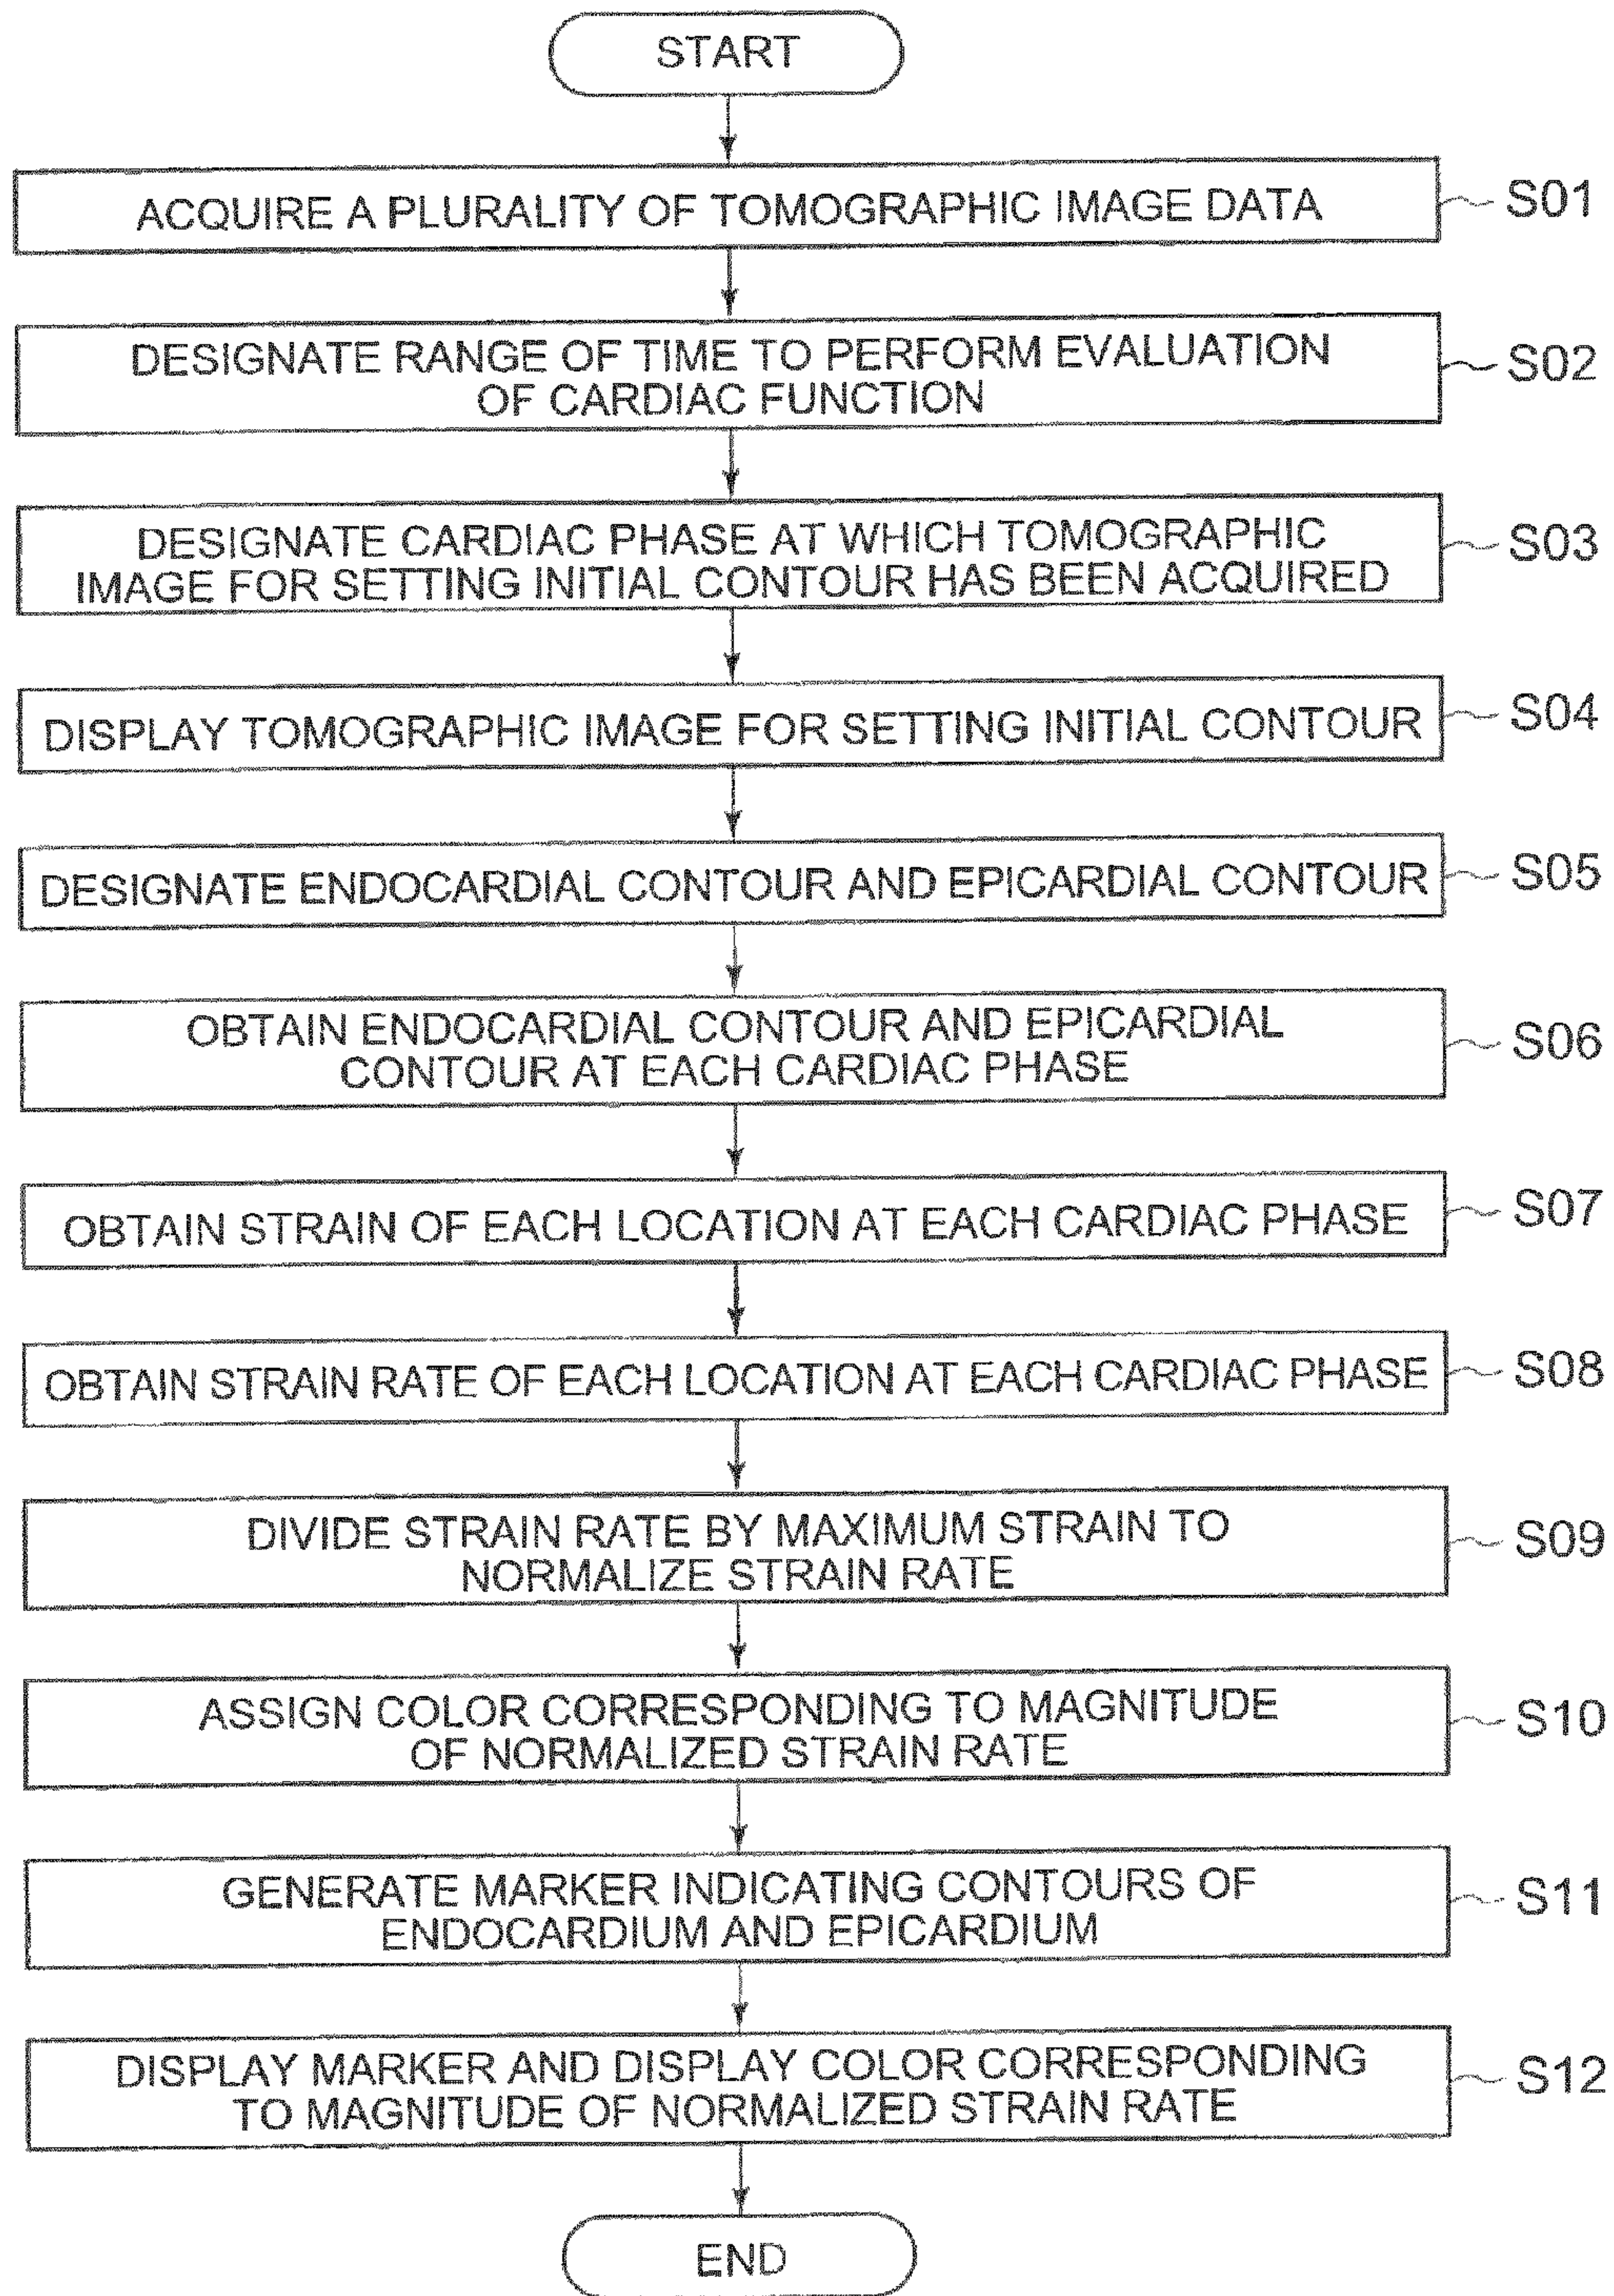 START
ACQUIRE A PLURALITY OF TOMOGRAPHIC IMAGE DATA
S01
DESIGNATE RANGE OF TIME TO PERFORM EVALUATION
OF CARDIAC FUNCTION
S02
DESIGNATE CARDIAC PHASE AT WHICH TOMOGRAPHIC
IMAGE FOR SETTING INITIAL CONTOUR HAS BEEN ACQUIRED
S03
DISPLAY TOMOGRAPHIC IMAGE FOR SETTING INITIAL CONTOUR
S04
DESIGNATE ENDOCARDIAL CONTOUR AND EPICARDIAL CONTOUR
S05
OBTAIN ENDOCARDIAL CONTOUR AND EPICARDIAL
CONTOUR AT EACH CARDIAC PHASE
S06
OBTAIN STRAIN OF EACH LOCATION AT EACH CARDIAC PHASE
S07
OBTAIN STRAIN RATE OF EACH LOCATION AT EACH CARDIAC PHASE
S08
DIVIDE STRAIN RATE BY MAXIMUM STRAIN TO
NORMALIZE STRAIN RATE
S09
ASSIGN COLOR CORRESPONDING TO MAGNITUDE
OF NORMALIZED STRAIN RATE
S10
GENERATE MARKER INDICATING CONTOURS OF
ENDOCARDIUM AND EPICARDIUM
S11
DISPLAY MARKER AND DISPLAY COLOR CORRESPONDING
TO MAGNITUDE OF NORMALIZED STRAIN RATE
S12
END